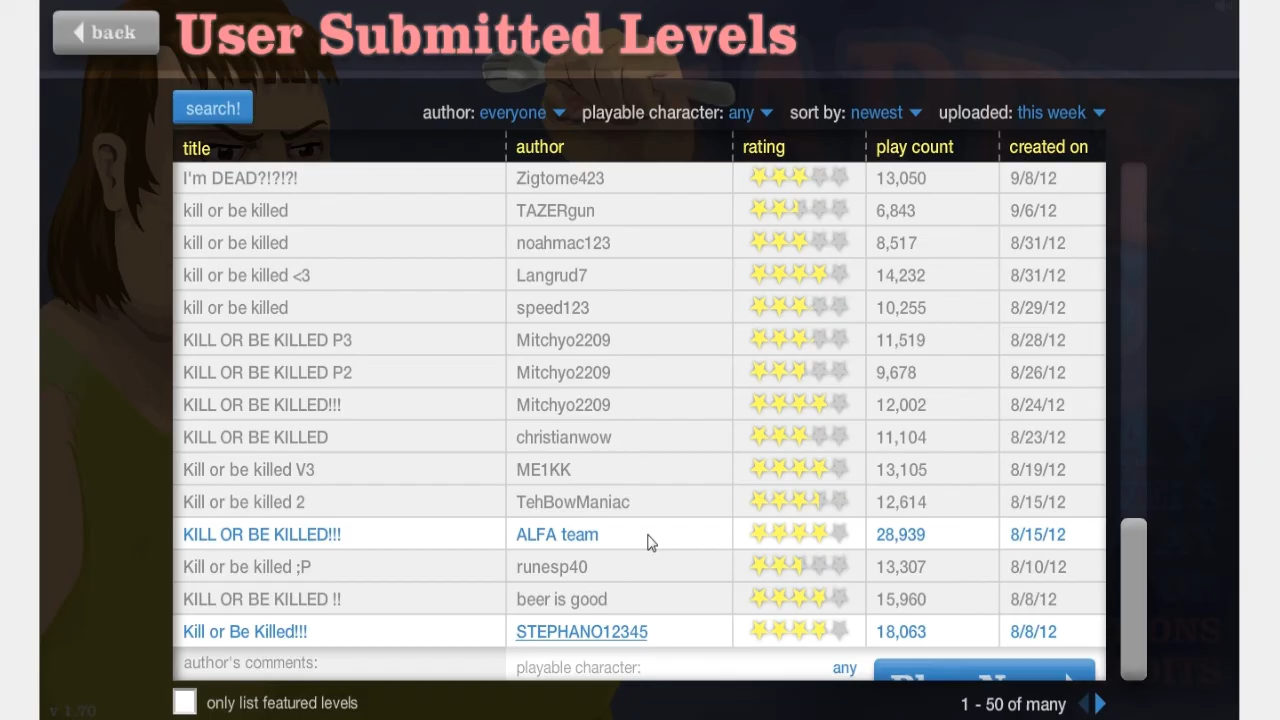 back
User Submitted Levels
search!
author: everyone playable character: any sort by: newest uploaded: this week
title author rating play count created on
I'm DEAD?!?!?! Zigtome423 13,050 9/8/12
kill or be killed TAZERgun 6,843 9/6/12
kill or be killed noahmac123 8,517 8/31/12
kill or be killed <3 Langrud7 14,232 8/31/12
kill or be killed speed123 10,255 8/29/12
KILL OR BE KILLED P3 Mitchyo2209 11,519 8/28/12
KILL OR BE KILLED P2 Mitchyo2209 9,678 8/26/12
KILL OR BE KILLED!!! Mitchyo2209 12,002 8/24/12
KILL OR BE KILLED christianwow 11,104 8/23/12
Kill or be killed V3 ME1KK 13,105 8/19/12
Kill or be killed 2 TehBowManiac 12,614 8/15/12
KILL OR BE KILLED!!! ALFA team 28,939 8/15/12
Kill or be killed ;P runesp40 13,307 8/10/12
KILL OR BE KILLED !! beer is good 15,960 8/8/12
Kill or Be Killed!!! STEPHANO12345 18,063 8/8/12
author's comments: playable character: any
only list featured levels
1 - 50 of many
v 1.70